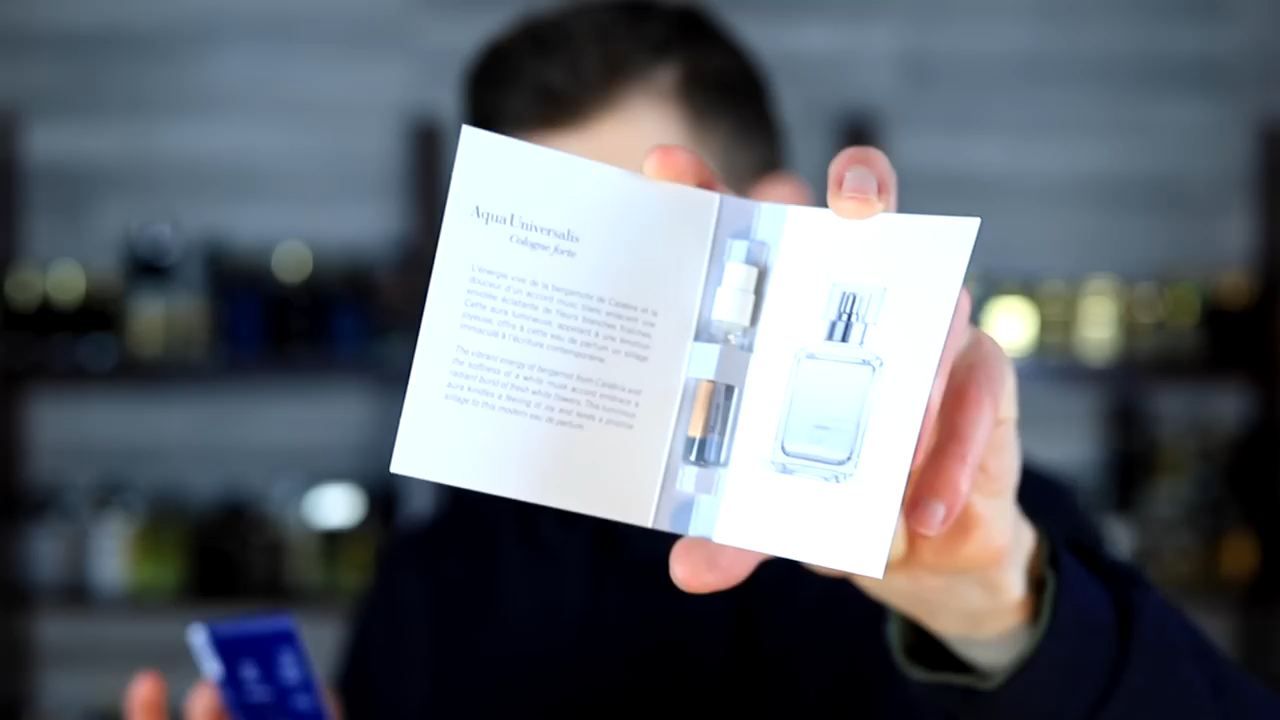 Aqua Universalis
Cologne forte
L'énergie vive de la bergamote de Calabre et la
douceur d'un accord musc blanc enlacent une
envolée éclatante de fleurs blanches fraîches.
Cette aura lumineuse, appelant à une émotion
joyeuse, offre à cette eau de parfum un sillage
immaculé à l'écriture contemporaine.
The vibrant energy of bergamot from Calabria and
the softness of a white musk accord embrace a
radiant burst of fresh white flowers. This luminous
aura kindles a feeling of joy and lends a pristine
sillage to this modern eau de parfum.